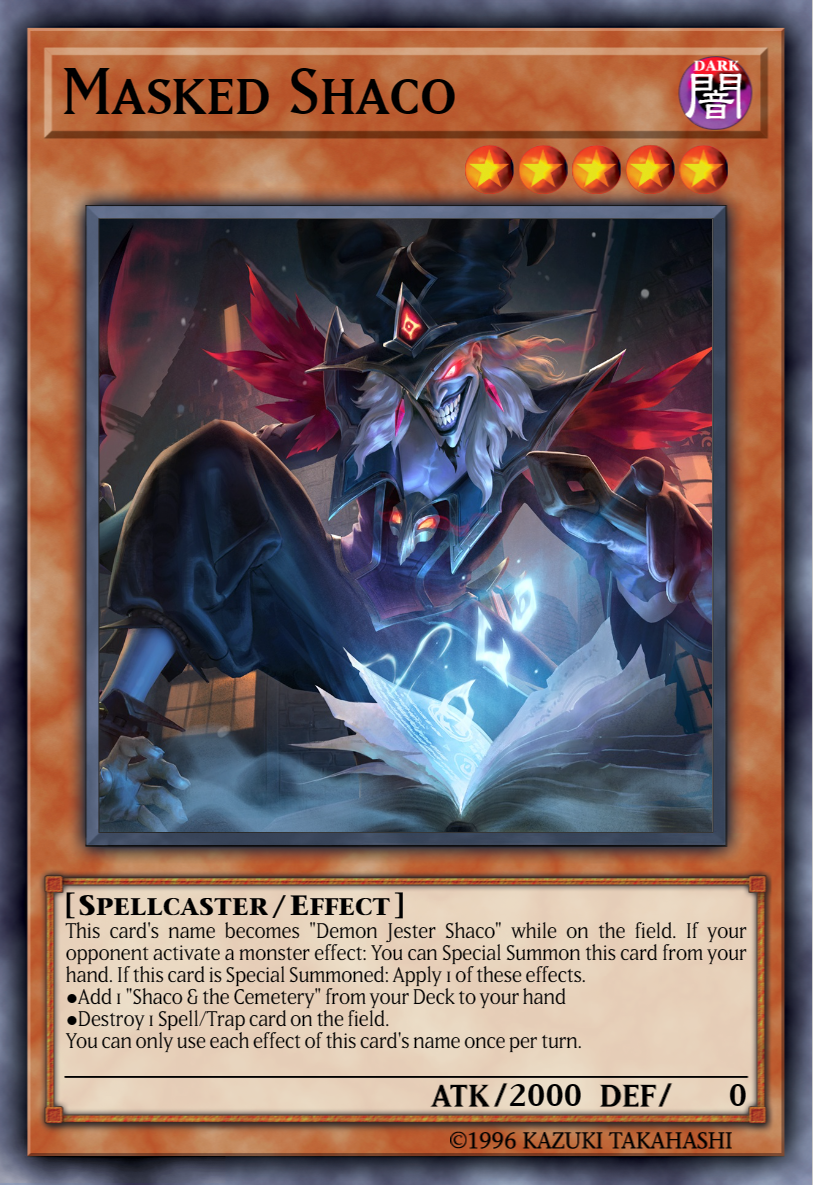 Masked Shaco
DARK
闇
[Spellcaster/Effect]
This card's name becomes "Demon Jester Shaco" while on the field. If your
opponent activate a monster effect: You can Special Summon this card from your
hand. If this card is Special Summoned: Apply 1 of these effects.
●Add 1 "Shaco & the Cemetery" from your Deck to your hand
●Destroy 1 Spell/Trap card on the field.
You can only use each effect of this card's name once per turn.
ATK/2000 DEF/ 0
©1996 KAZUKI TAKAHASHI